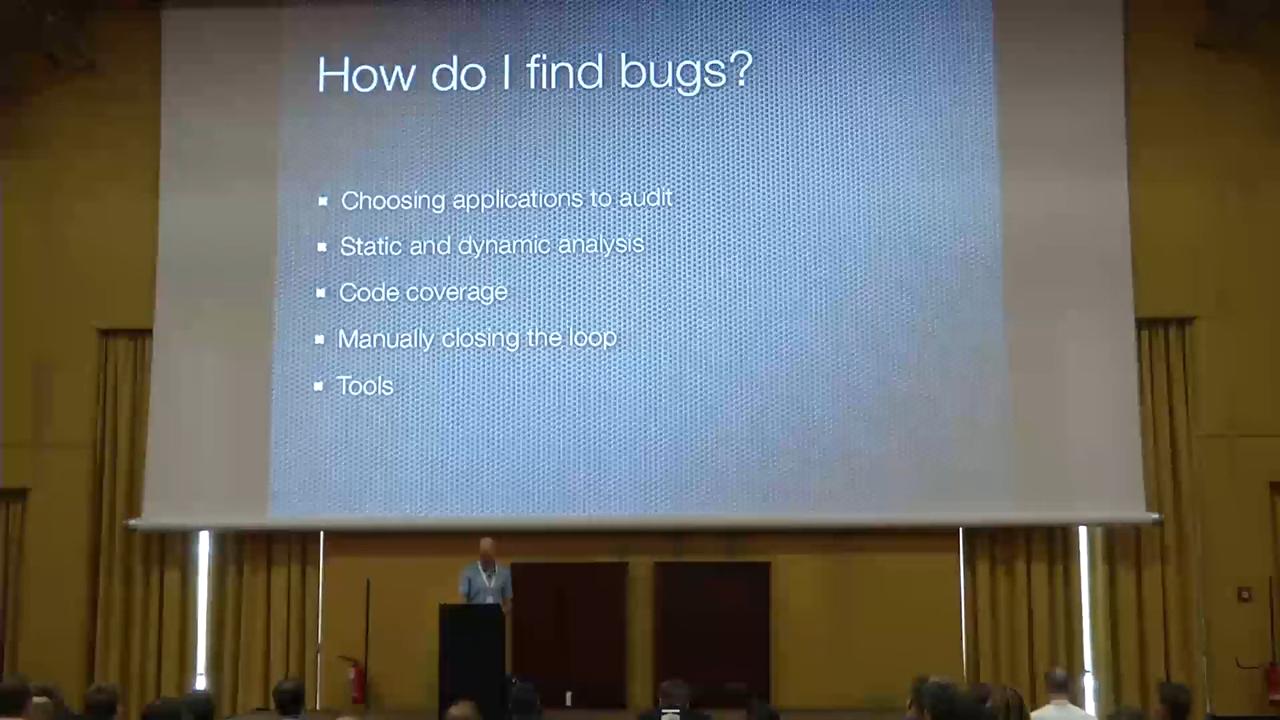 How do I find bugs?
Choosing applications to audit
Static and dynamic analysis
Code coverage
Manually closing the loop
Tools